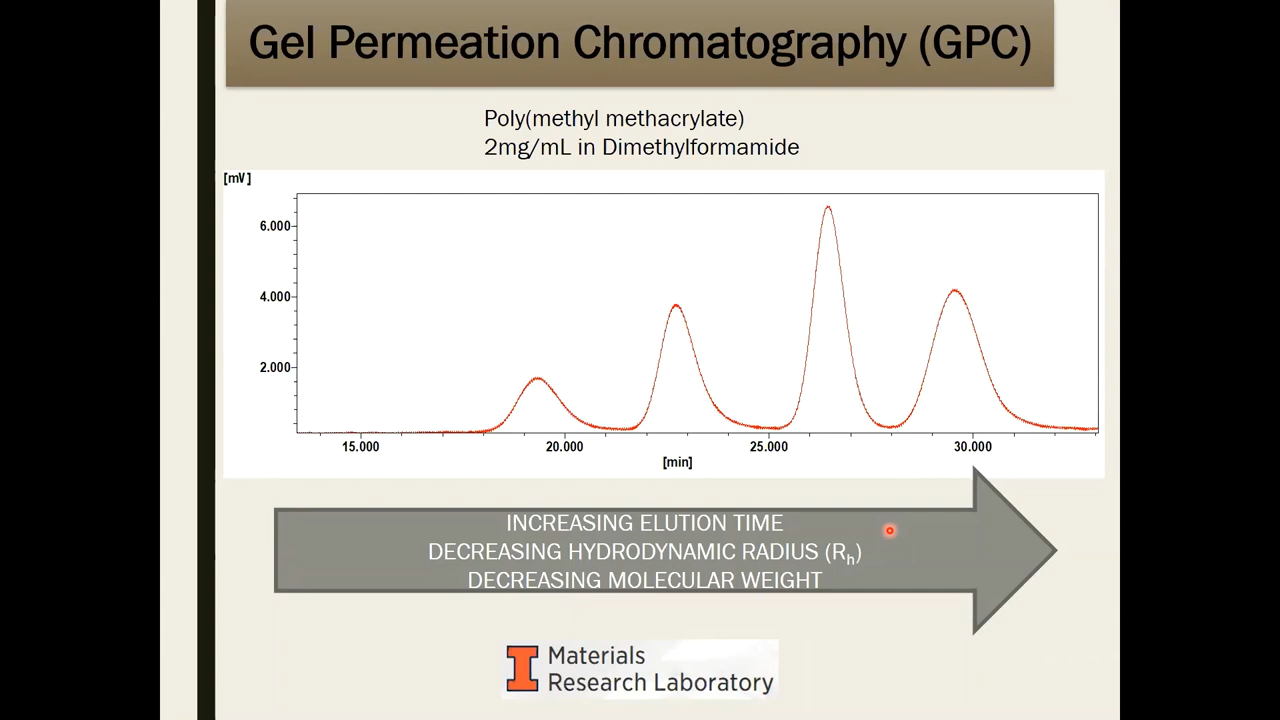 Gel Permeation Chromatography (GPC)
Poly(methyl methacrylate)
2mg/mL in Dimethylformamide
[mV]
6.000
4.000
2.000
15.000 20.000 25.000 30.000
[min]
INCREASING ELUTION TIME
DECREASING HYDRODYNAMIC RADIUS (Rh)
DECREASING MOLECULAR WEIGHT
I Materials
Research Laboratory